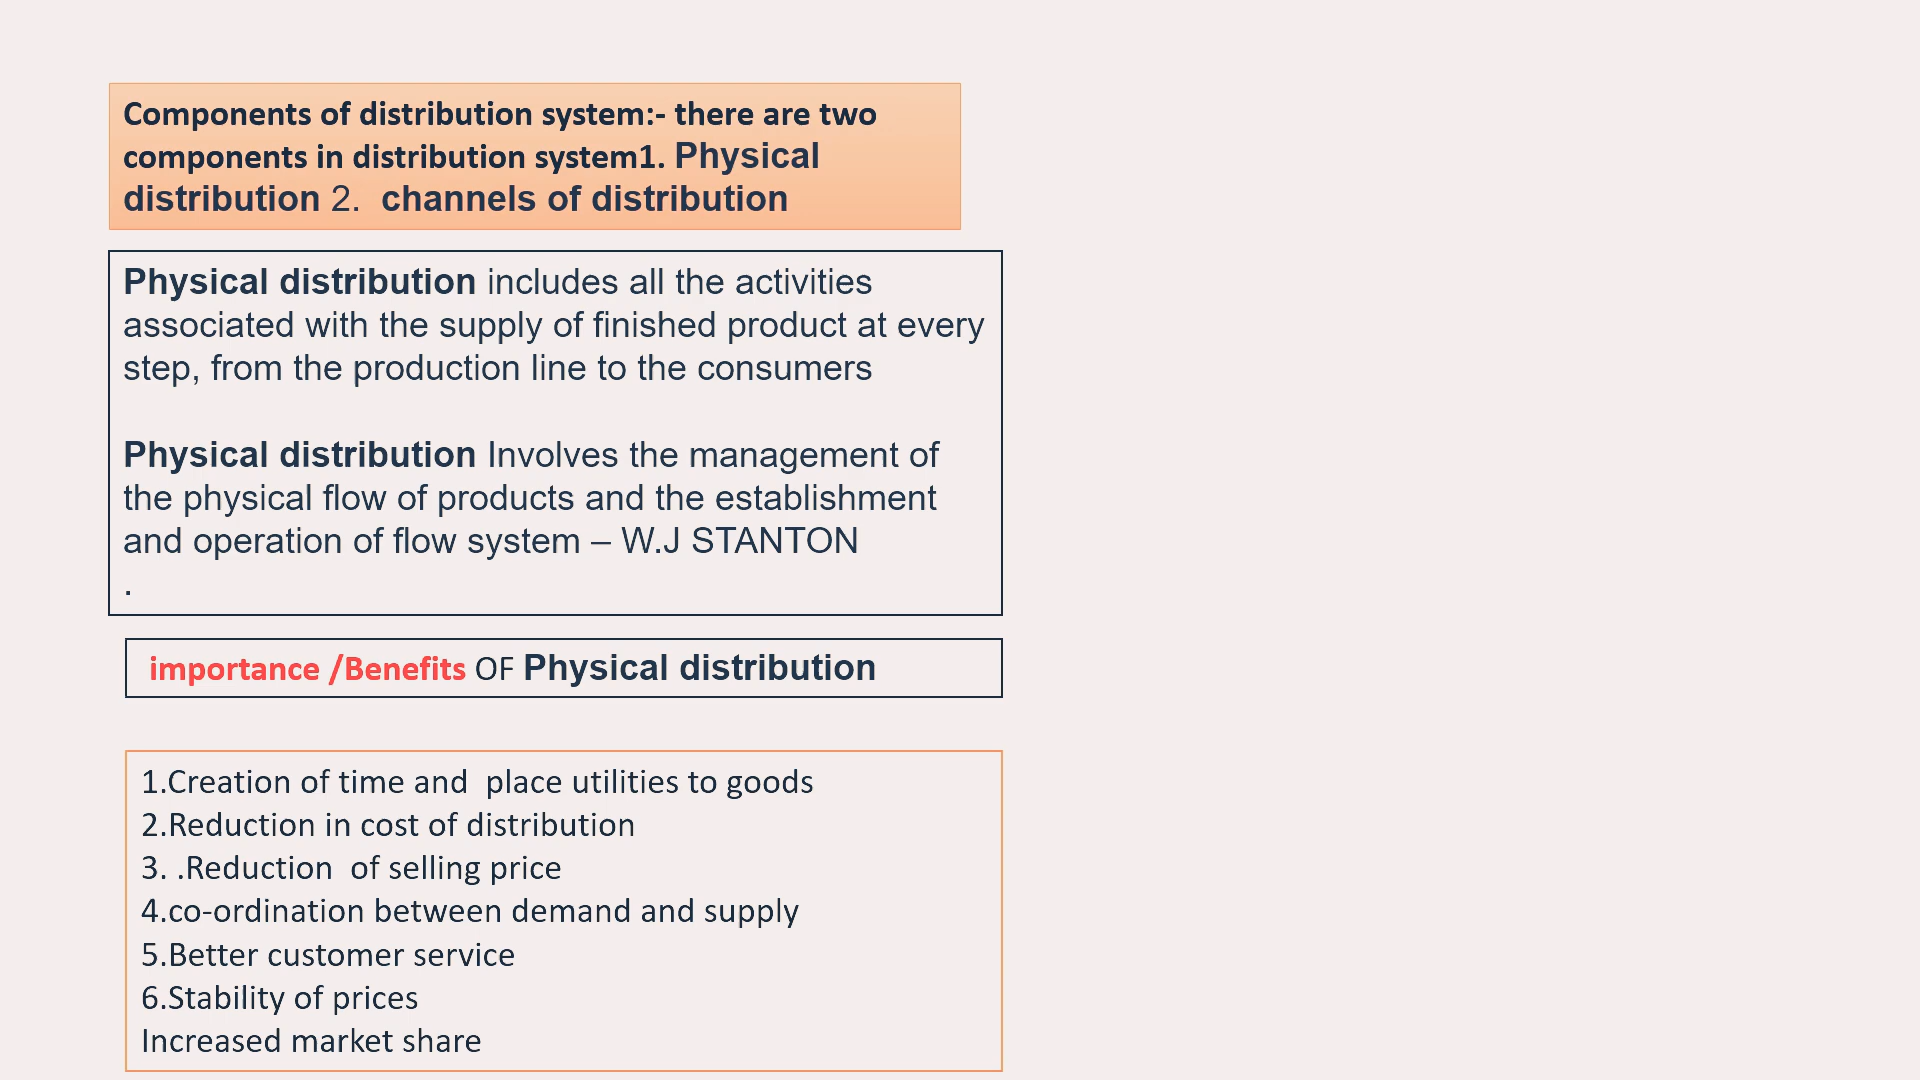 Components of distribution system:- there are two
components in distribution system1. Physical
distribution 2.  channels of distribution
Physical distribution includes all the activities
associated with the supply of finished product at every
step, from the production line to the consumers
Physical distribution Involves the management of
the physical flow of products and the establishment
and operation of flow system – W.J STANTON
.
importance /Benefits OF Physical distribution
1.Creation of time and  place utilities to goods
2.Reduction in cost of distribution
3. .Reduction  of selling price
4.co-ordination between demand and supply
5.Better customer service
6.Stability of prices
Increased market share